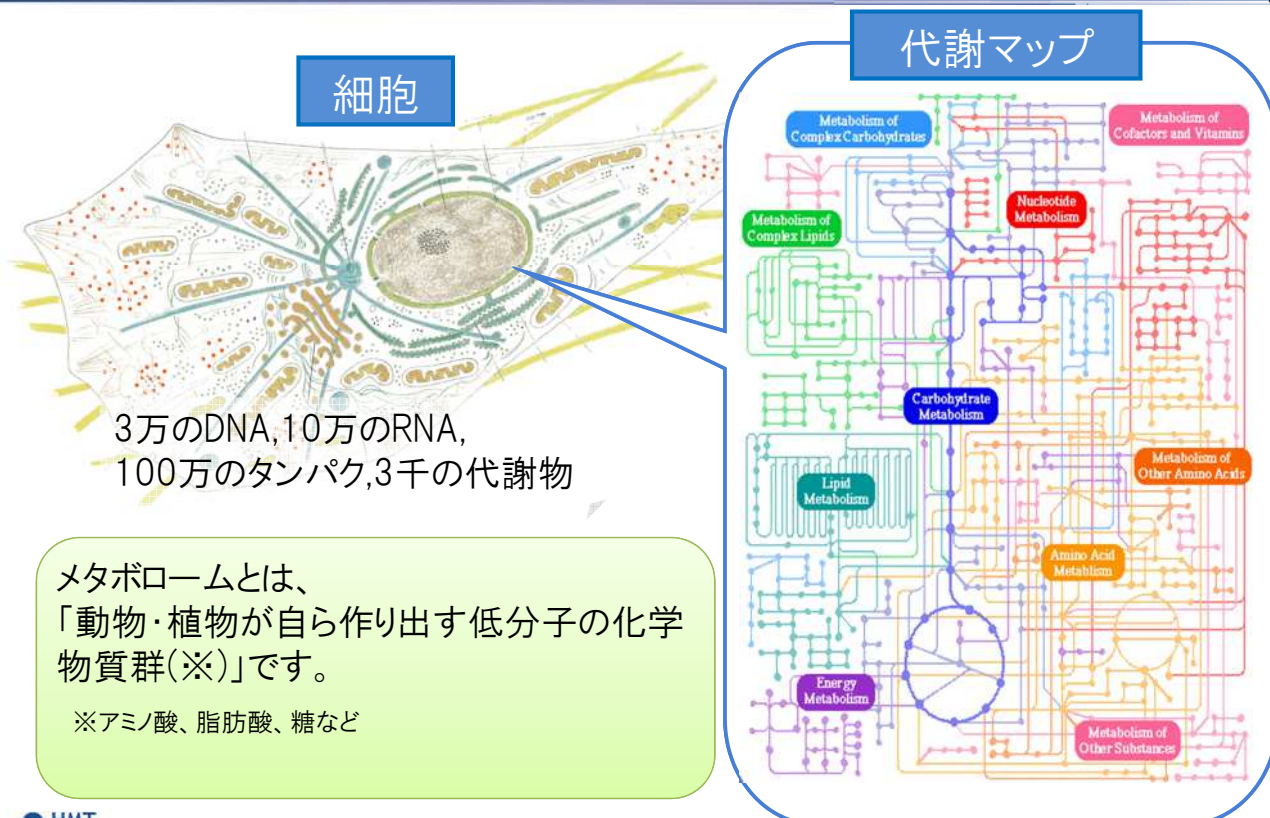 細胞
3万のDNA,10万のRNA,
100万のタンパク,3千の代謝物
メタボロームとは、
「動物・植物が自ら作り出す低分子の化学
物質群(※)」です。
※アミノ酸、脂肪酸、糖など
代謝マップ
Metabolism of
Complex Carbohydrates
Metabolism of
Cofactors and Vitamins
Nucleotide
Metabolism
Metabolism of
Complex Lipids
Carbohydrate
Metabolism
Metabolism of
Other Amino Acids
Lipid
Metabolism
Amino Acid
Metablism
Energy
Metabolism
Metabolism of
Other Substances